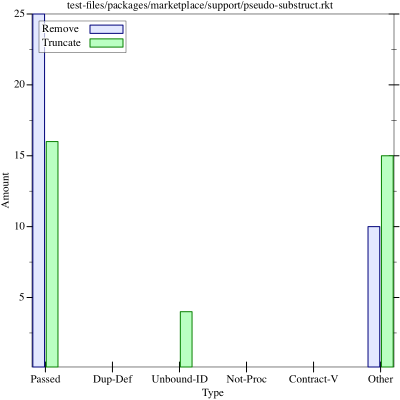 test-files/packages/marketplace/support/pseudo-substruct.rkt
25
Remove
Truncate
20
15
10
5
Amount
Passed Dup-Def Unbound-ID Not-Proc Contract-V Other
Type